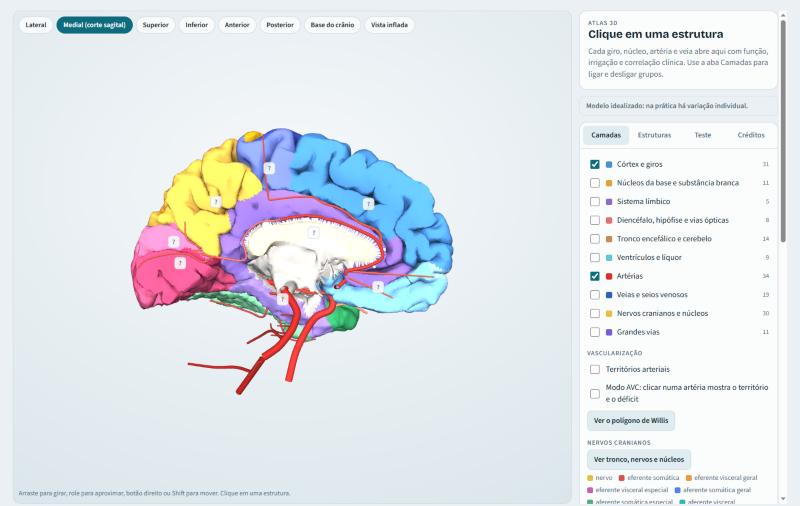 Lateral
Medial (corte sagital)
Superior
Inferior
Anterior
Posterior
Base do crânio
Vista inflada
?
?
?
?
?
?
?
?
Arraste para girar, role para aproximar, botão direito ou Shift para mover. Clique em uma estrutura.
ATLAS 3D
Clique em uma estrutura
Cada giro, núcleo, artéria e veia abre aqui com função,
irrigação e correlação clínica. Use a aba Camadas para
ligar e desligar grupos.
Modelo idealizado: na prática há variação individual.
Camadas
Estruturas
Teste
Créditos
Córtex e giros 31
Núcleos da base e substância branca 11
Sistema límbico 5
Diencéfalo, hipófise e vias ópticas 8
Tronco encefálico e cerebelo 14
Ventrículos e líquor 9
Artérias 34
Veias e seios venosos 19
Nervos cranianos e núcleos 30
Grandes vias 11
VASCULARIZAÇÃO
Territórios arteriais
Modo AVC: clicar numa artéria mostra o território
e o déficit
Ver o polígono de Willis
NERVOS CRANIANOS
Ver tronco, nervos e núcleos
nervo eferente somática eferente visceral geral
eferente visceral especial aferente somática geral
aferente somática especial aferente visceral